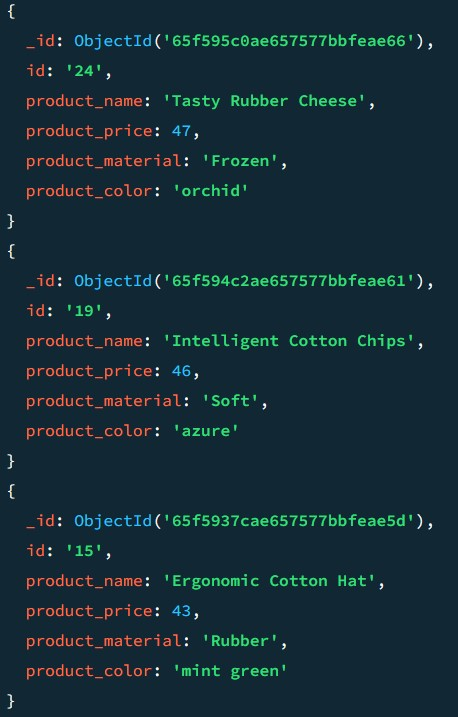 {
  _id: ObjectId('65f595c0ae657577bbfeae66'),
  id: '24',
  product_name: 'Tasty Rubber Cheese',
  product_price: 47,
  product_material: 'Frozen',
  product_color: 'orchid'
}
{
  _id: ObjectId('65f594c2ae657577bbfeae61'),
  id: '19',
  product_name: 'Intelligent Cotton Chips',
  product_price: 46,
  product_material: 'Soft',
  product_color: 'azure'
}
{
  _id: ObjectId('65f5937cae657577bbfeae5d'),
  id: '15',
  product_name: 'Ergonomic Cotton Hat',
  product_price: 43,
  product_material: 'Rubber',
  product_color: 'mint green'
}